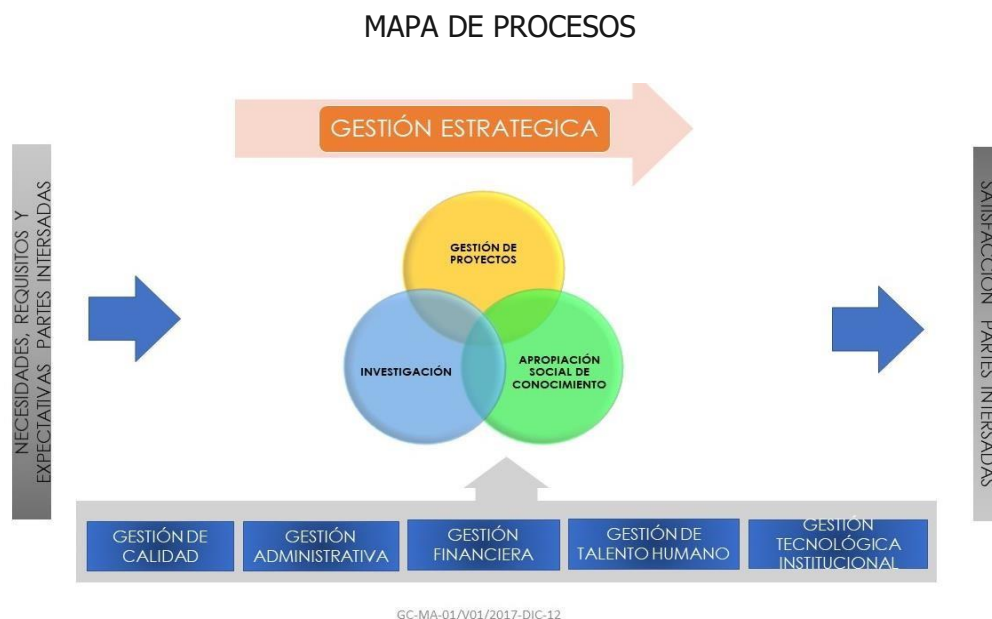 MAPA DE PROCESOS
GESTIÓN ESTRATEGICA
NECESIDADES, REQUISITOS Y
EXPECTATIVAS PARTES INTERSADAS
GESTIÓN DE
PROYECTOS
INVESTIGACIÓN
APROPIACIÓN
SOCIAL DE
CONOCIMIENTO
SATISFACCIÓN PARTES INTERSADAS
GESTIÓN DE
CALIDAD
GESTIÓN
ADMINISTRATIVA
GESTIÓN
FINANCIERA
GESTIÓN DE
TALENTO HUMANO
GESTIÓN
TECNOLÓGICA
INSTITUCIONAL
GC-MA-01/V01/2017-DIC-12